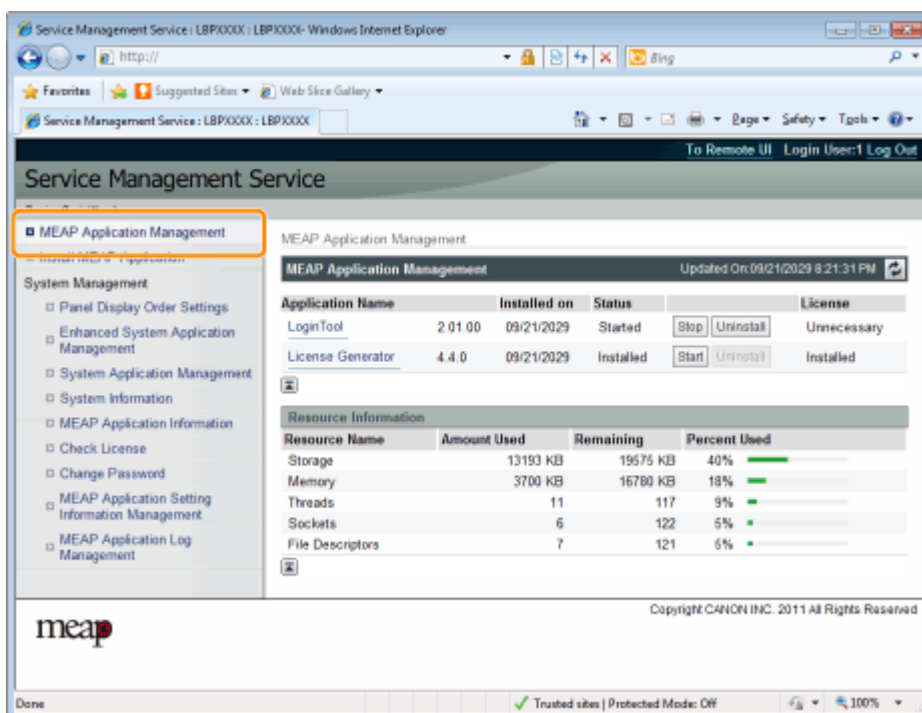 Service Management Service : LBPXXXX : LBPXXXX- Windows Internet Explorer
http://
Bing
Favorites Suggested Sites Web Slice Gallery
Service Management Service : LBPXXXX : LBPXXXX
Page Safety Tools
To Remote UI Login User:1 Log Out
Service Management Service
MEAP Application Management
Install MEAP Application
System Management
Panel Display Order Settings
Enhanced System Application
Management
System Application Management
System Information
MEAP Application Information
Check License
Change Password
MEAP Application Setting
Information Management
MEAP Application Log
Management
MEAP Application Management
MEAP Application Management Updated On:09/21/2029 8:21:31 PM
Application Name Installed on Status License
LoginTool 2.01.00 09/21/2029 Started Stop Uninstall Unnecessary
License Generator 4.4.0 09/21/2029 Installed Start Uninstall Installed
Resource Information
Resource Name Amount Used Remaining Percent Used
Storage 13193 KB 19575 KB 40%
Memory 3700 KB 16780 KB 18%
Threads 11 117 9%
Sockets 6 122 5%
File Descriptors 7 121 6%
Copyright CANON INC. 2011 All Rights Reserved
meap
Done Trusted sites | Protected Mode: Off 100%